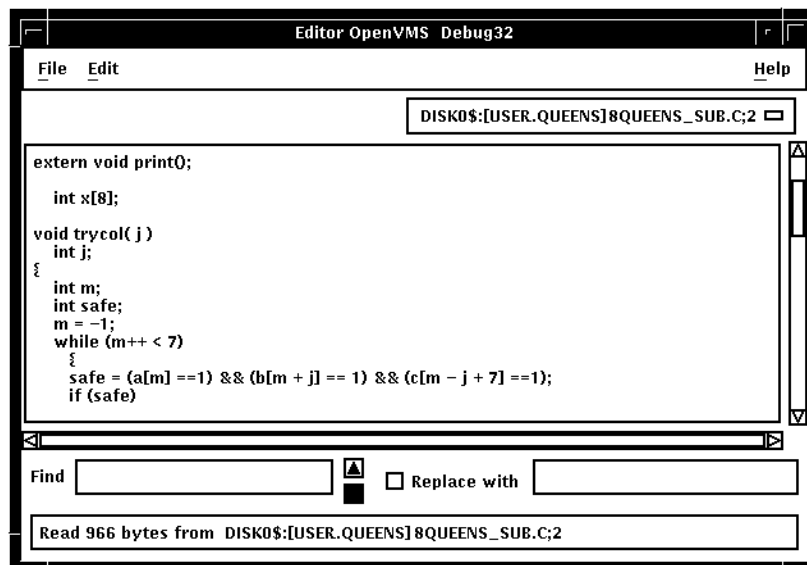 Editor OpenVMS Debug32
File Edit
Help
DISK0$:[USER.QUEENS]8QUEENS_SUB.C;2
extern void print();
int x[8];
void trycol( j )
int j;
{
int m;
int safe;
m = −1;
while (m++ < 7)
{
safe = (a[m] ==1) && (b[m + j] == 1) && (c[m − j + 7] ==1);
if (safe)
Find
Replace with
Read 966 bytes from DISK0$:[USER.QUEENS] 8QUEENS_SUB.C;2